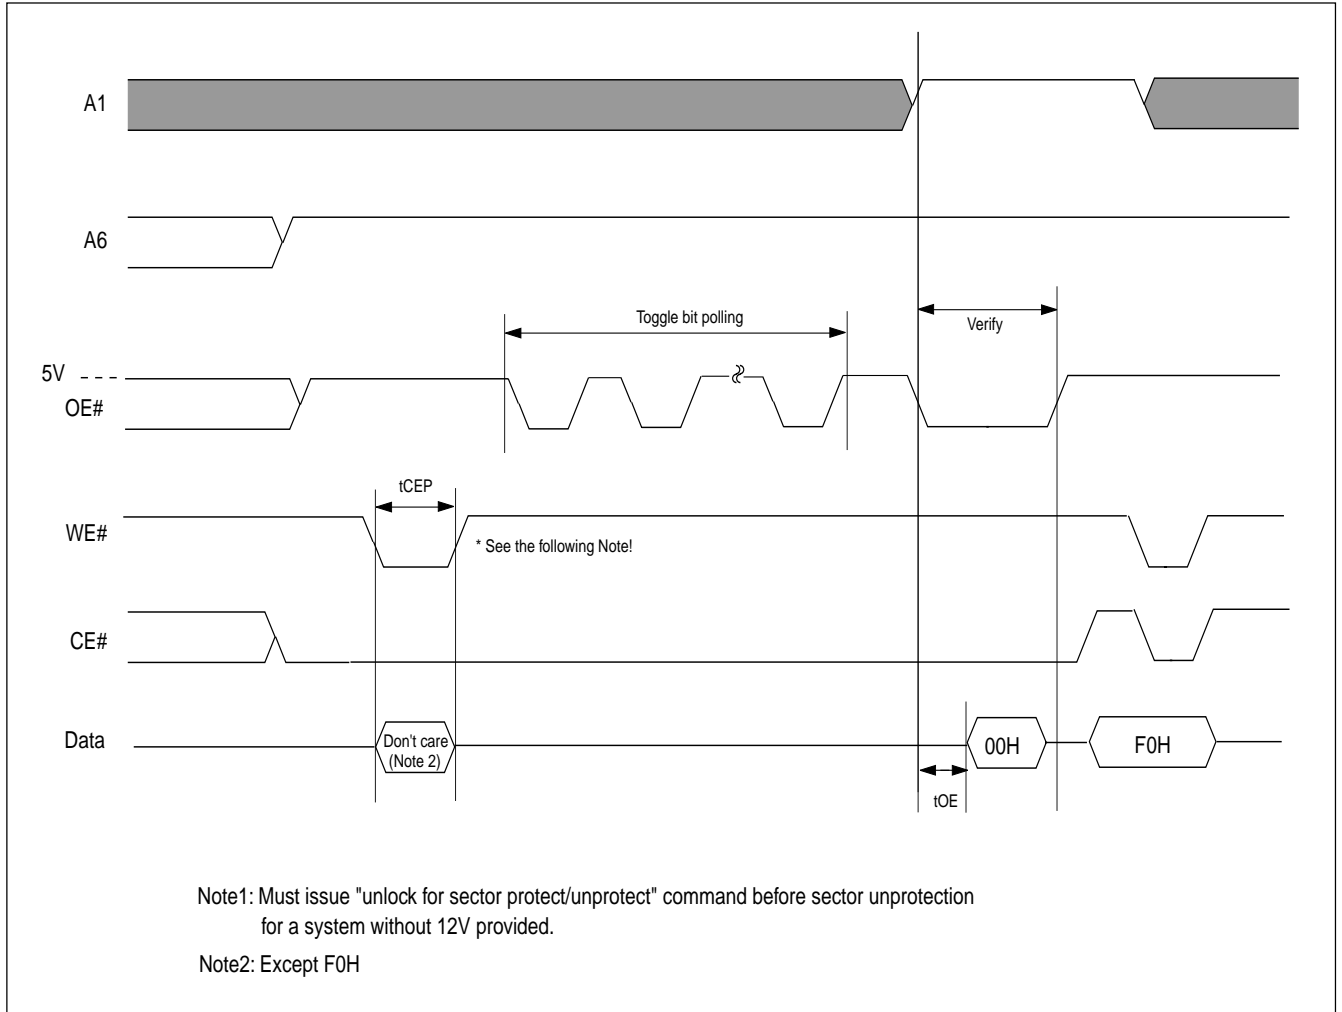 A1
A6
Toggle bit polling
Verify
5V
OE#
tCEP
WE#
* See the following Note!
CE#
Data
Don't care
(Note 2)
00H
F0H
tOE
Note1: Must issue "unlock for sector protect/unprotect" command before sector unprotection
for a system without 12V provided.
Note2: Except F0H